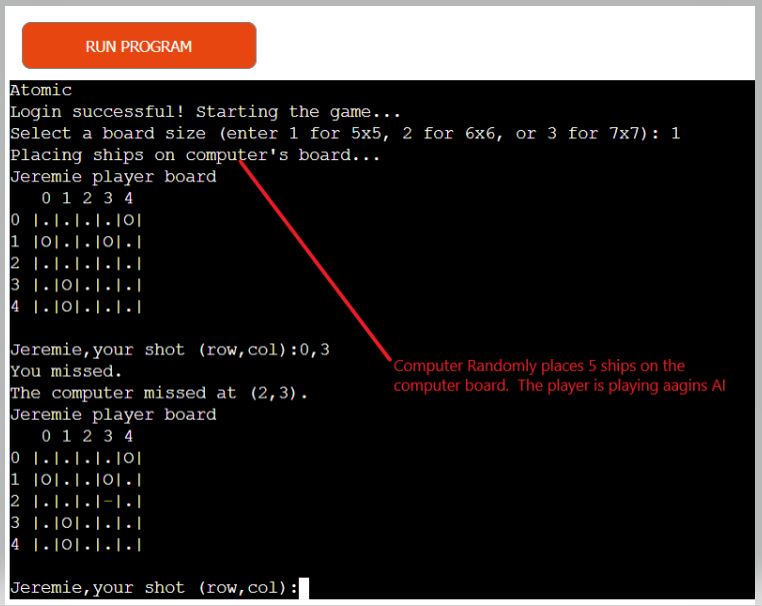 RUN PROGRAM
Atomic
Login successful! Starting the game...
Select a board size (enter 1 for 5x5, 2 for 6x6, or 3 for 7x7): 1
Placing ships on computer's board...
Jeremie player board
   0 1 2 3 4
0 |.|.|.|.|O|
1 |O|.|.|O|.|
2 |.|.|.|.|.|
3 |.|O|.|.|.|
4 |.|O|.|.|.|
Jeremie,your shot (row,col):0,3
You missed.
The computer missed at (2,3).
Jeremie player board
   0 1 2 3 4
0 |.|.|.|.|O|
1 |O|.|.|O|.|
2 |.|.|.|-|.|
3 |.|O|.|.|.|
4 |.|O|.|.|.|
Jeremie,your shot (row,col):
Computer Randomly places 5 ships on the
computer board.  The player is playing aagins AI